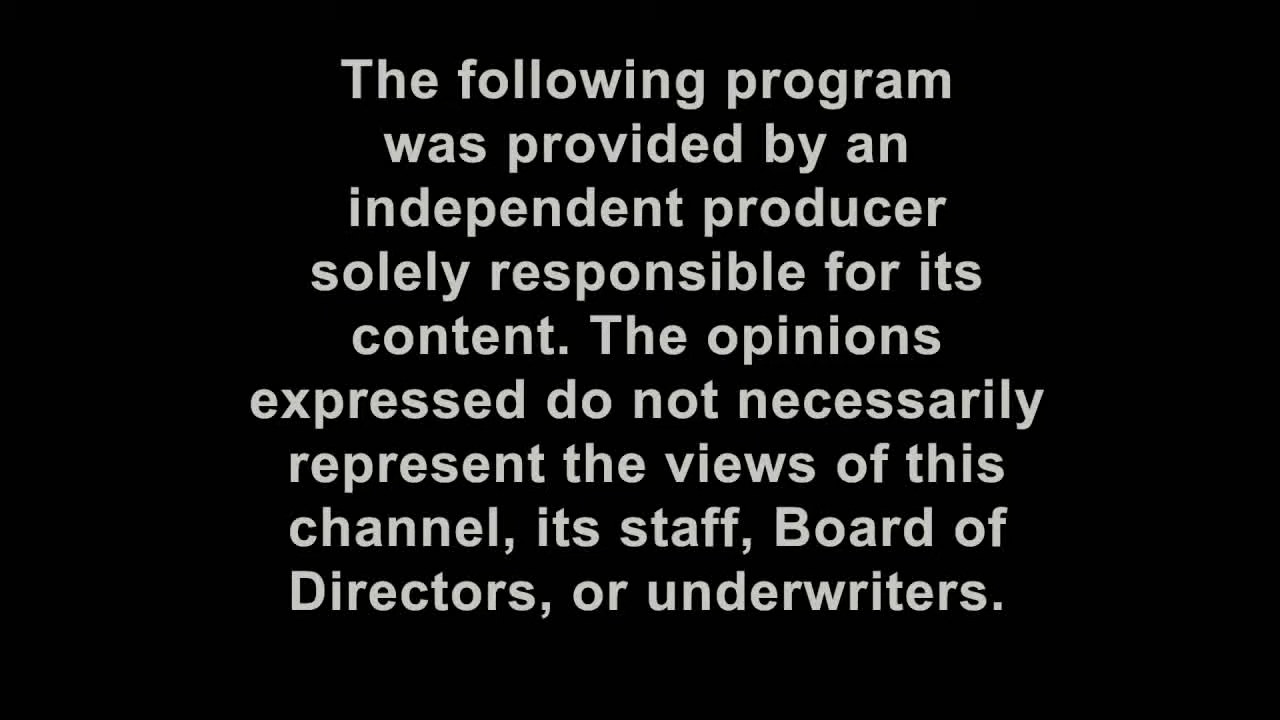 The following program
was provided by an
independent producer
solely responsible for its
content. The opinions
expressed do not necessarily
represent the views of this
channel, its staff, Board of
Directors, or underwriters.